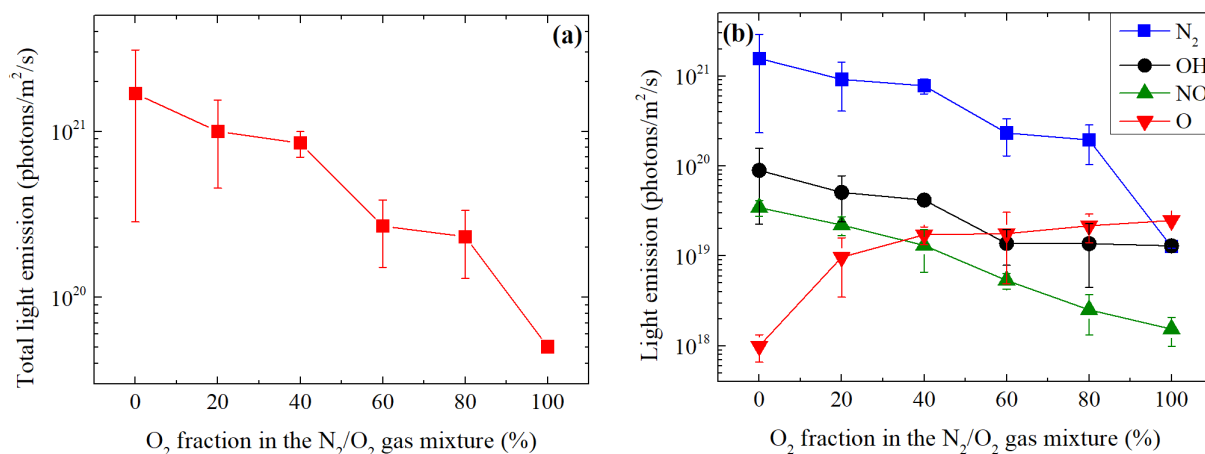 (a)
Total light emission (photons/m²/s)
10²¹
10²⁰
0 20 40 60 80 100
O₂ fraction in the N₂/O₂ gas mixture (%)
(b)
N₂
OH
NO
O
Light emission (photons/m²/s)
10²¹
10²⁰
10¹⁹
10¹⁸
0 20 40 60 80 100
O₂ fraction in the N₂/O₂ gas mixture (%)